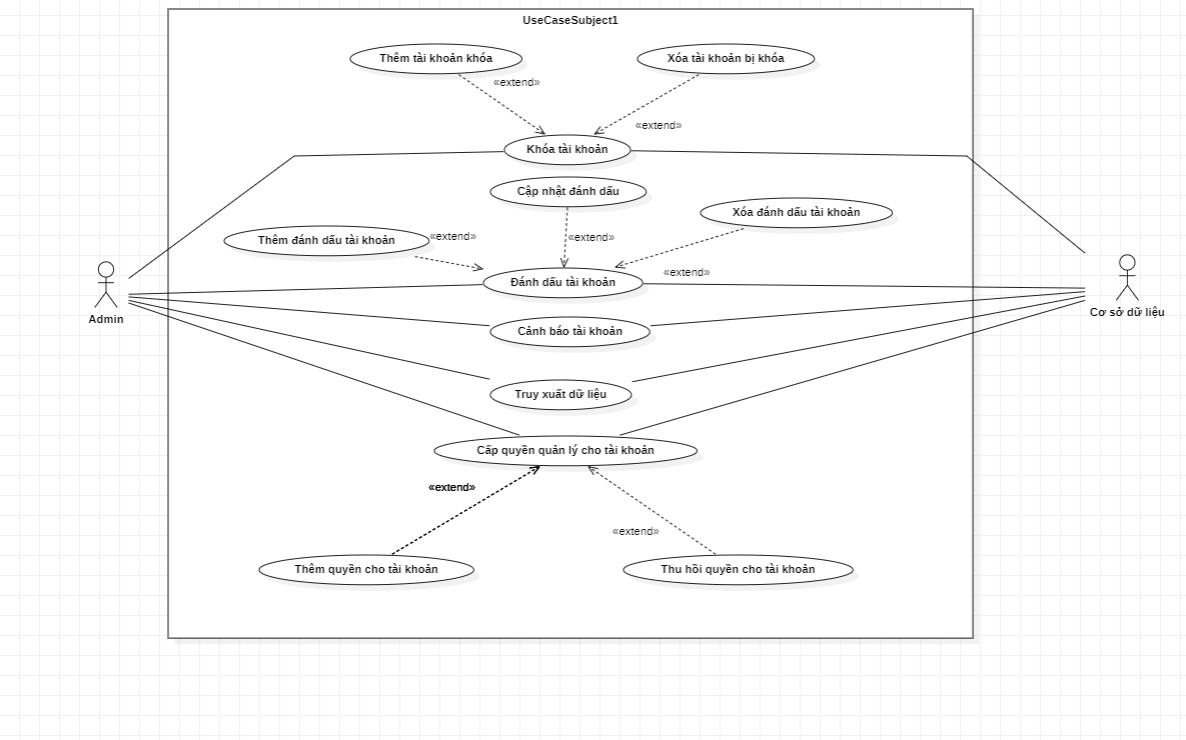 UseCaseSubject1
Thêm tài khoản khóa
Xóa tài khoản bị khóa
«extend»
«extend»
Khóa tài khoản
Cập nhật đánh dấu
Xóa đánh dấu tài khoản
Thêm đánh dấu tài khoản
«extend»
«extend»
«extend»
Đánh dấu tài khoản
Admin
Cơ sở dữ liệu
Cảnh báo tài khoản
Truy xuất dữ liệu
Cấp quyền quản lý cho tài khoản
«extend»
«extend»
Thêm quyền cho tài khoản
Thu hồi quyền cho tài khoản